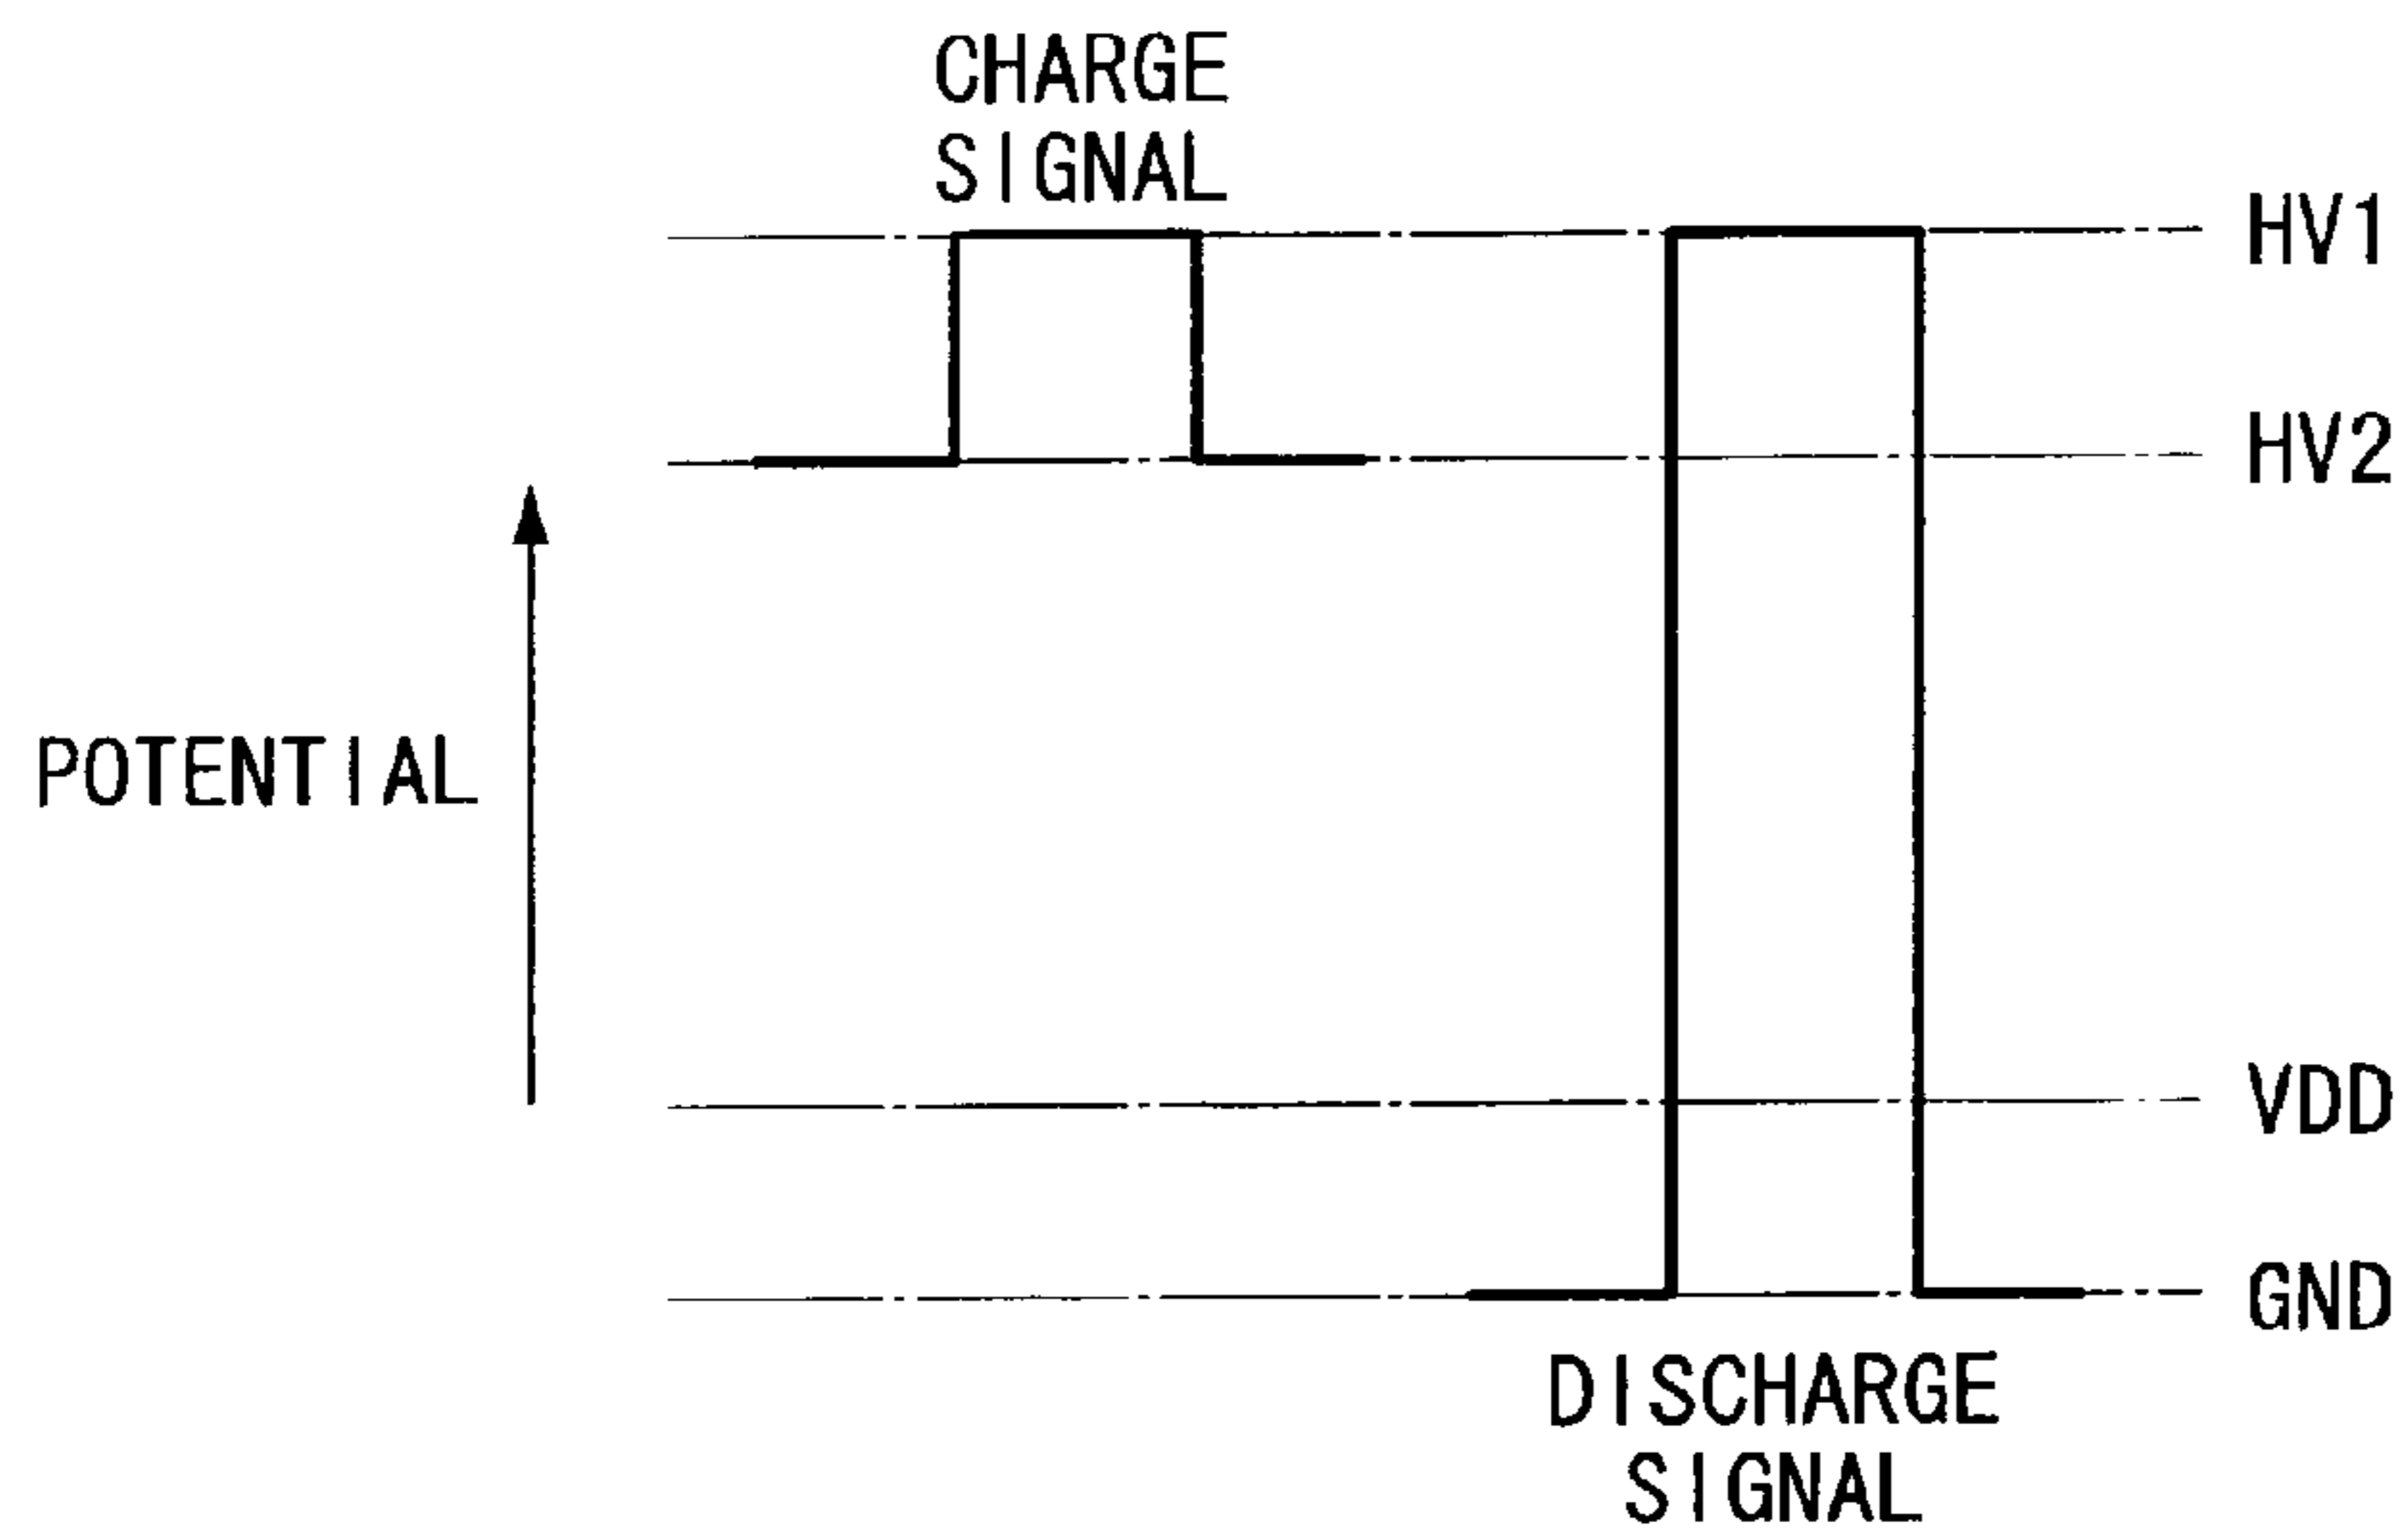 CHARGE
SIGNAL
HV1
HV2
POTENTIAL
VDD
GND
DISCHARGE
SIGNAL